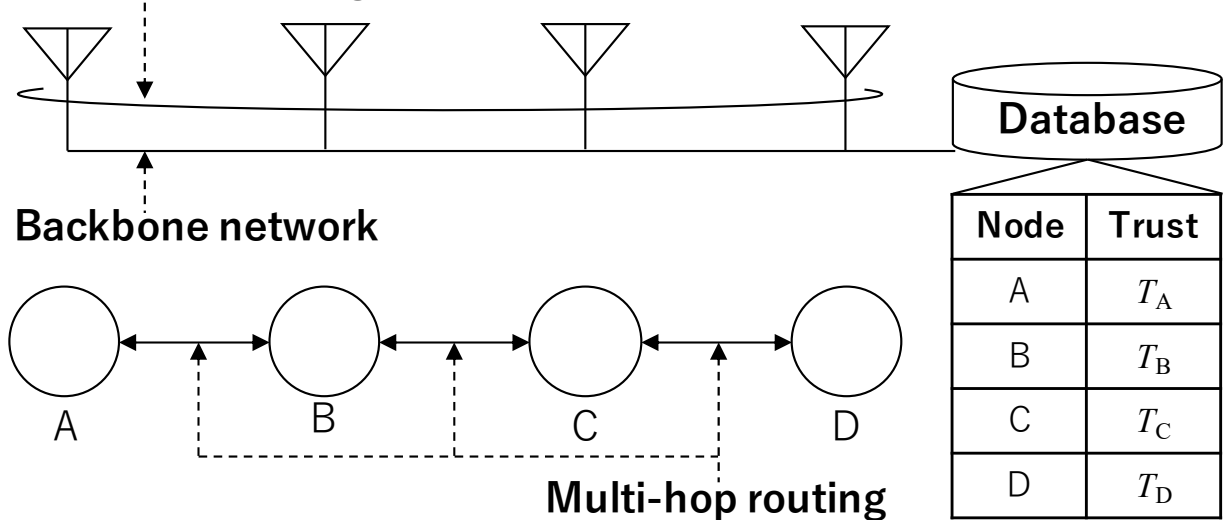 Database
Backbone network
Node Trust
A T_A
B T_B
C T_C
D T_D
A B C D
Multi-hop routing